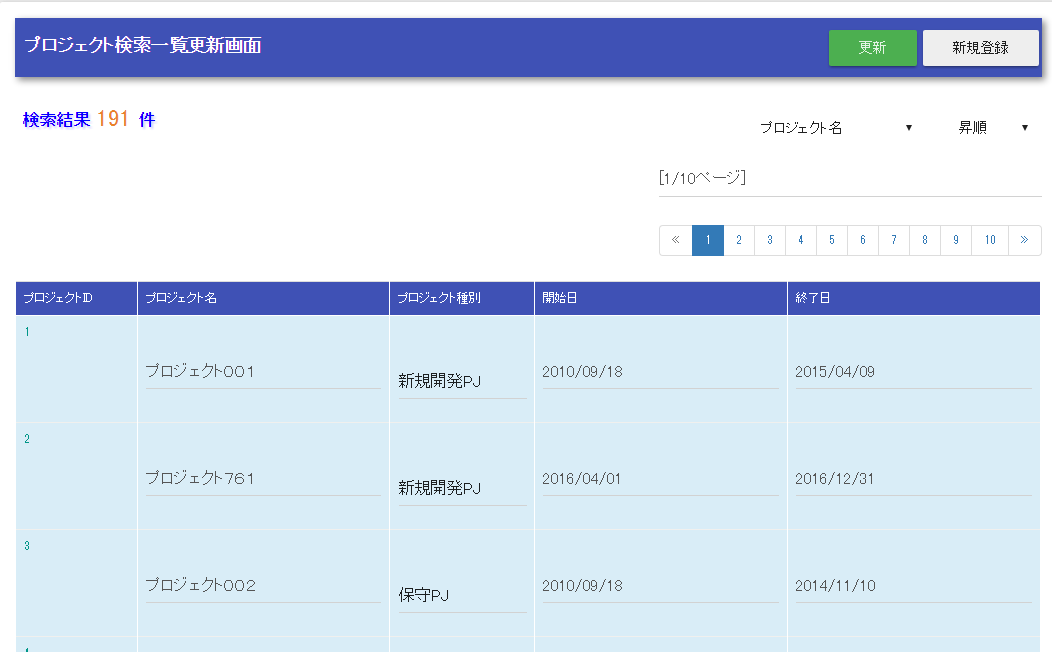 プロジェクト検索一覧更新画面
更新 新規登録
検索結果 191 件
プロジェクト名 ▼ 昇順 ▼
[1/10ページ]
« 1 2 3 4 5 6 7 8 9 10 »
プロジェクトID プロジェクト名 プロジェクト種別 開始日 終了日
1
プロジェクト001 新規開発PJ 2010/09/18 2015/04/09
2
プロジェクト761 新規開発PJ 2016/04/01 2016/12/31
3
プロジェクト002 保守PJ 2010/09/18 2014/11/10